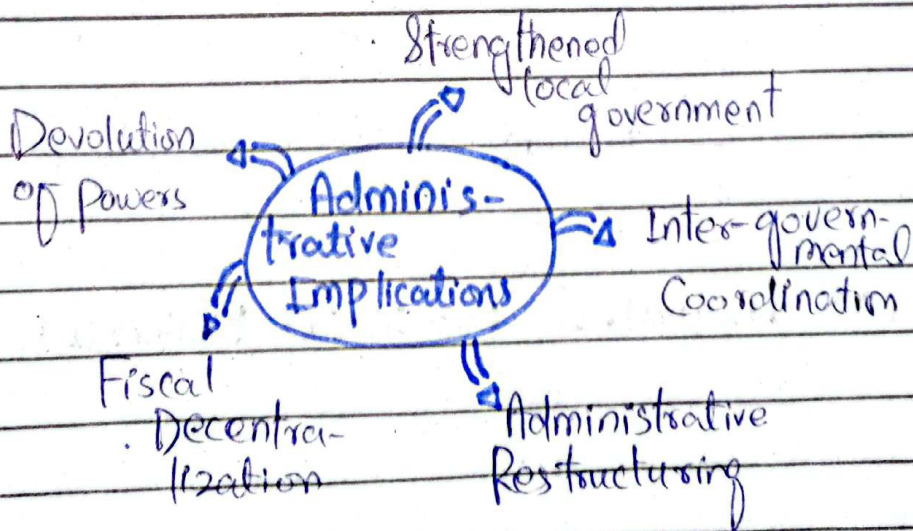 Strengthened
local
government
Devolution
of Powers
Adminis-
trative
Implications
Inter-govern-
mental
Coordination
Fiscal
Decentra-
lization
Administrative
Restructuring